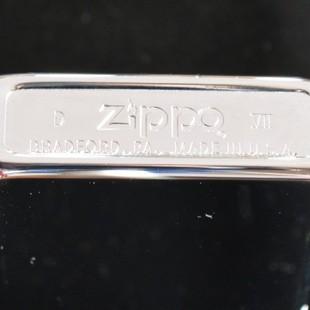 D Zippo VII
BRADFORD, PA. MADE IN U.S.A.